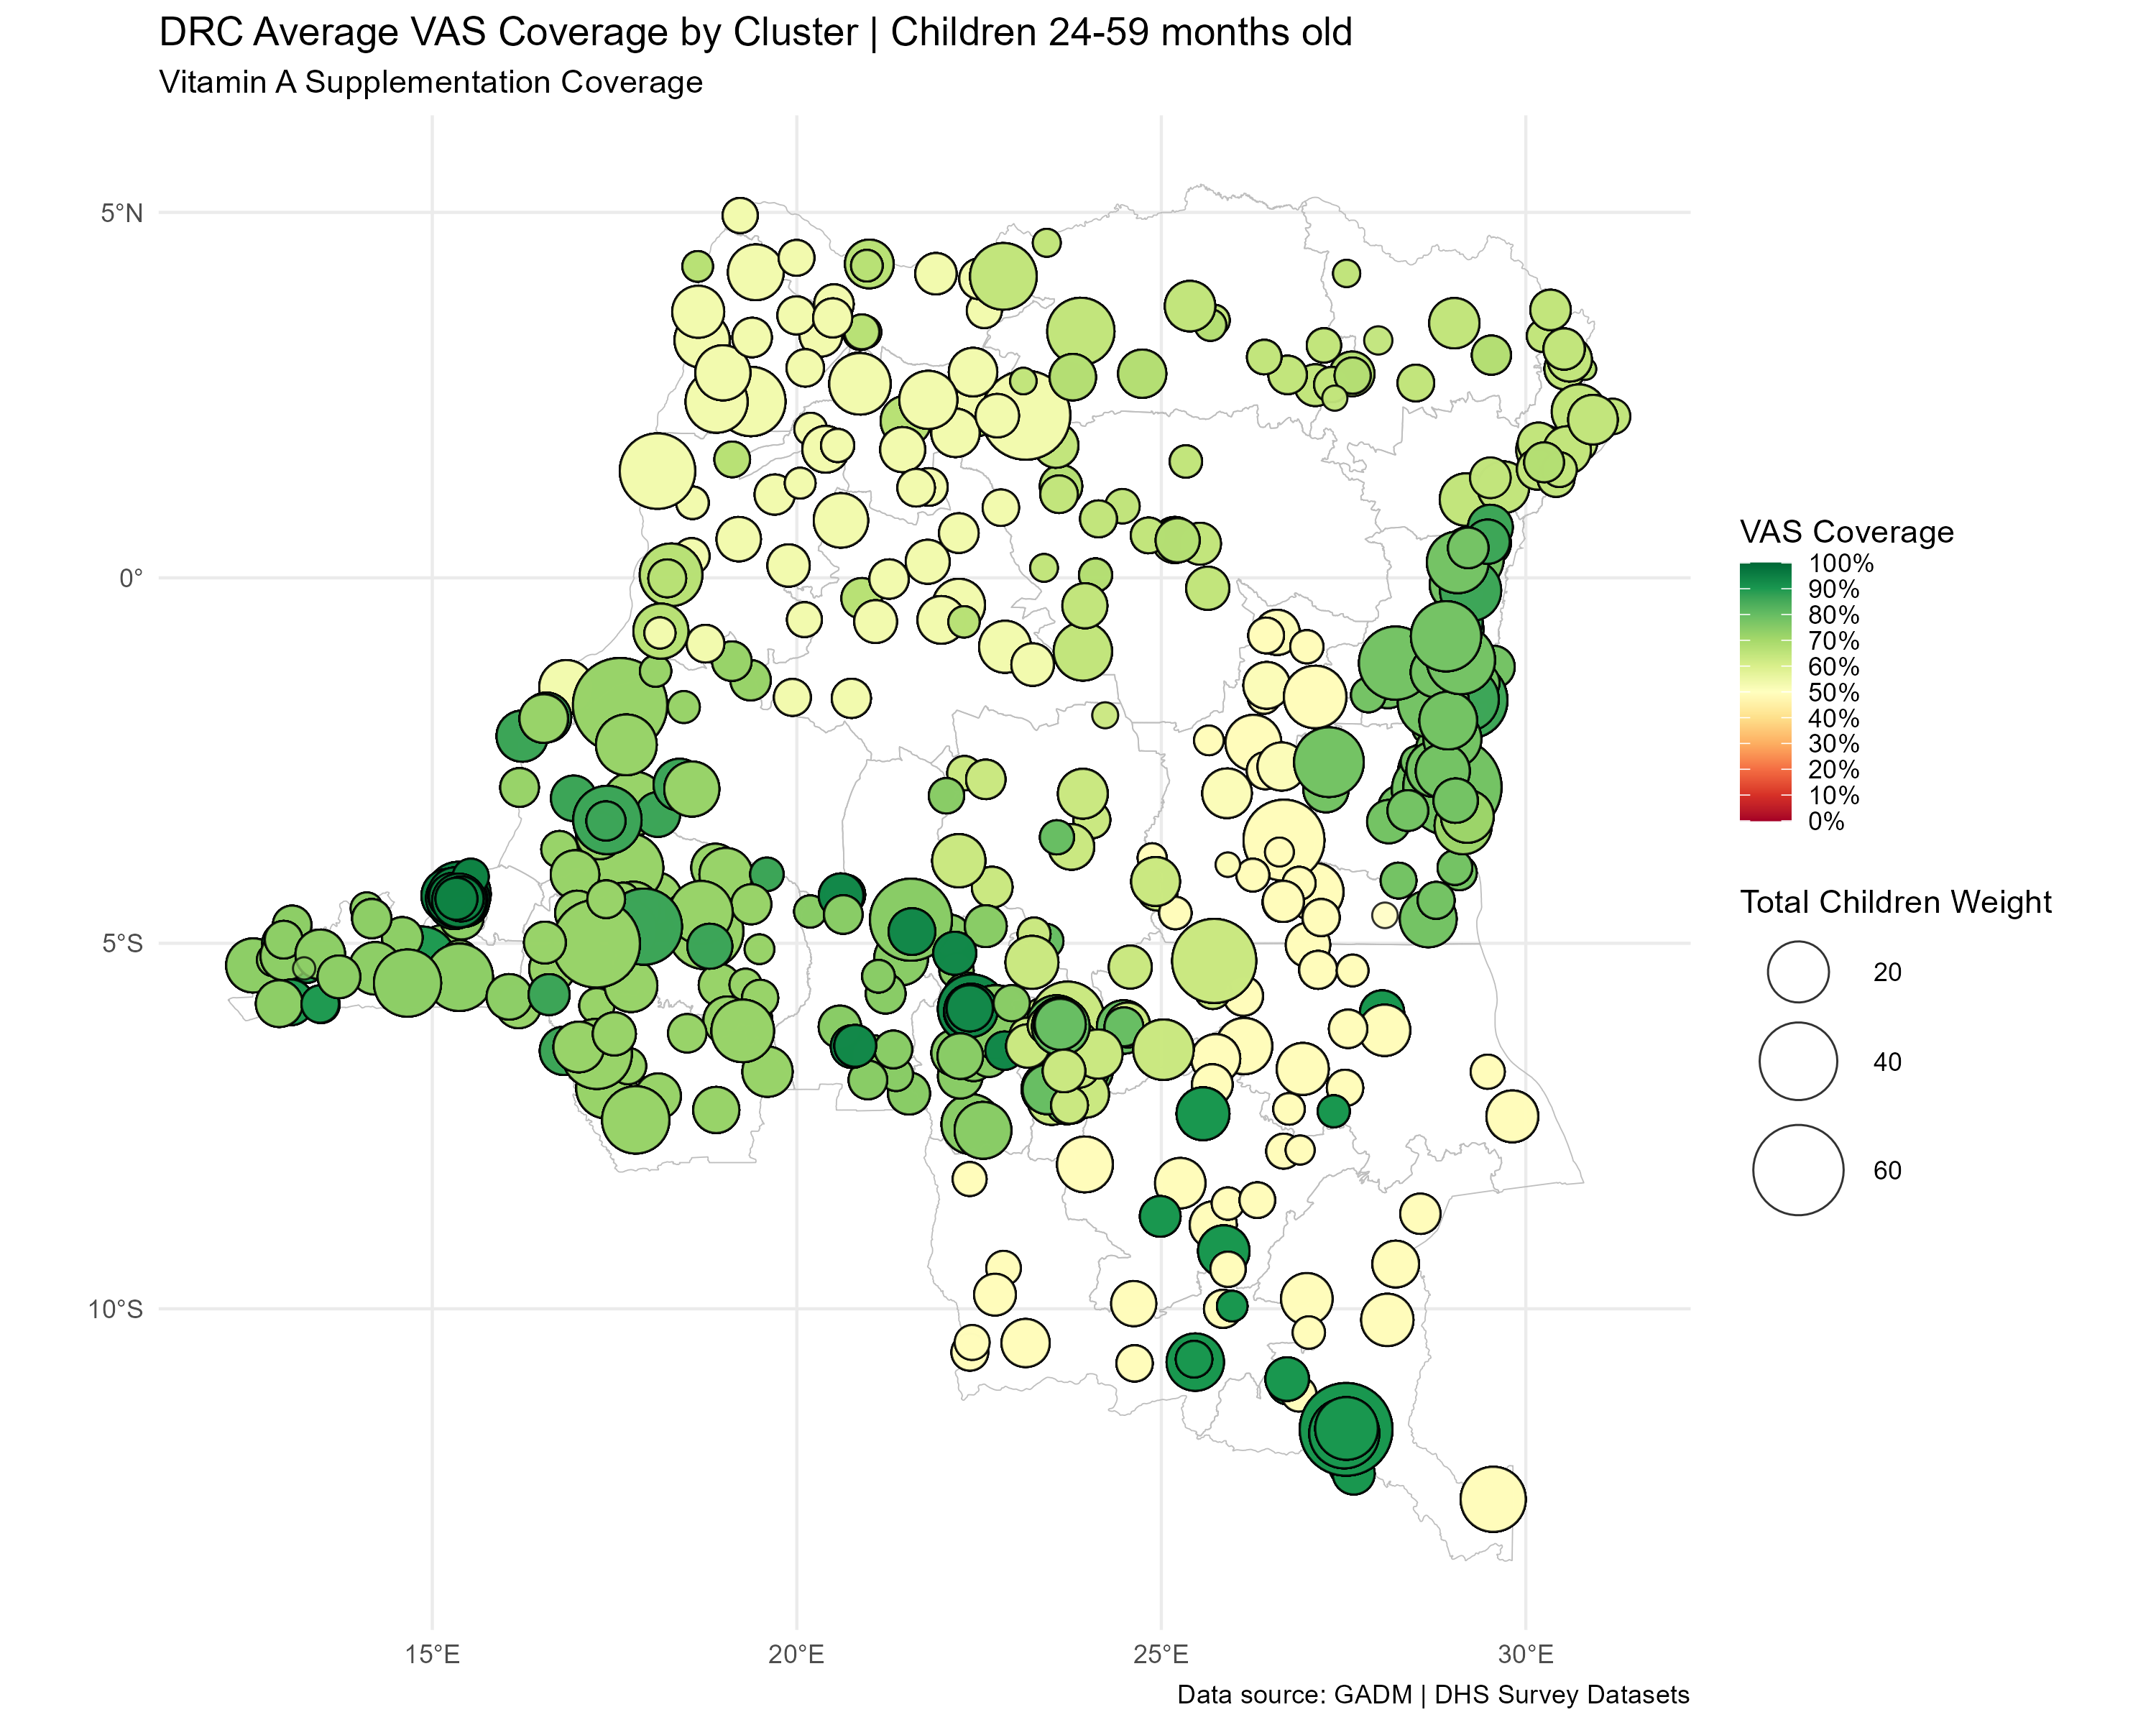 DRC Average VAS Coverage by Cluster | Children 24-59 months old
Vitamin A Supplementation Coverage
5°N
0°
5°S
10°S
15°E
20°E
25°E
30°E
VAS Coverage
100%
90%
80%
70%
60%
50%
40%
30%
20%
10%
0%
Total Children Weight
20
40
60
Data source: GADM | DHS Survey Datasets